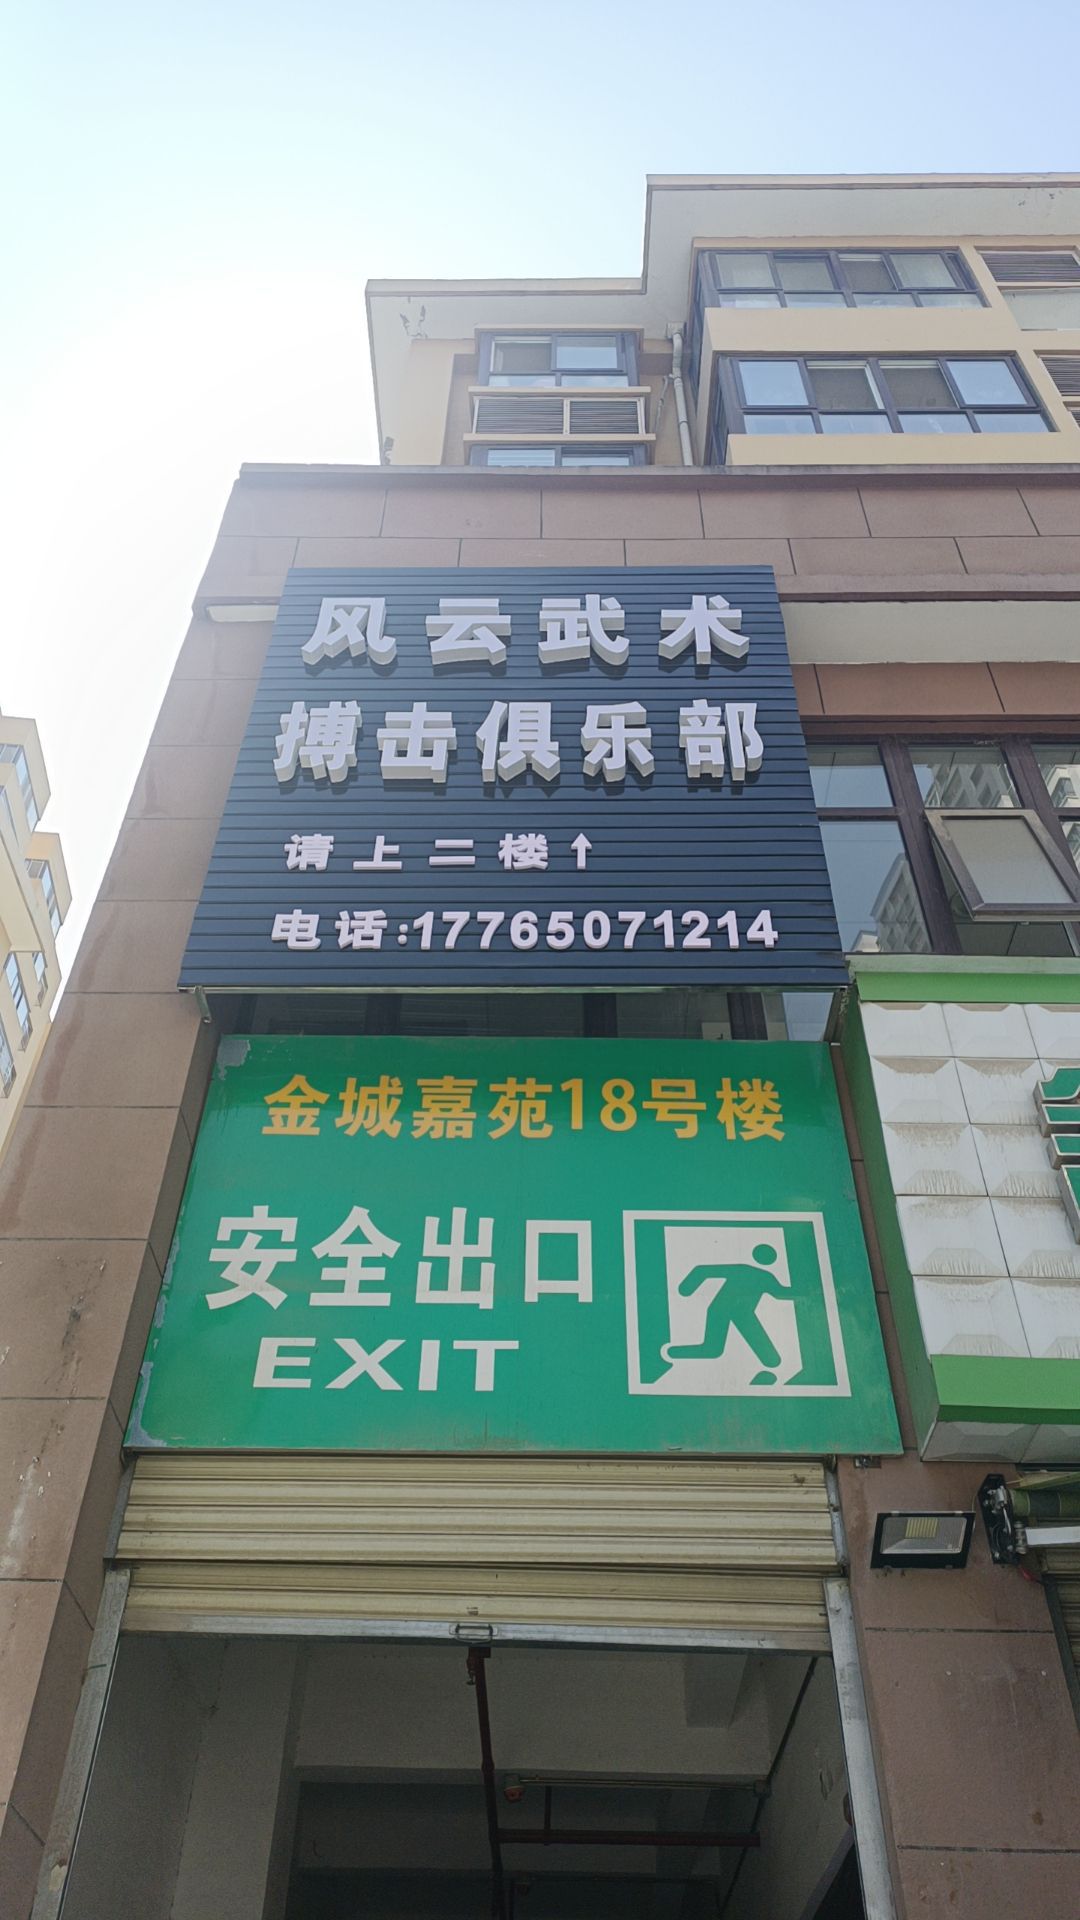 风云武术
搏击俱乐部
请上二楼↑
电话:17765071214
金城嘉苑18号楼
安全出口
EXIT